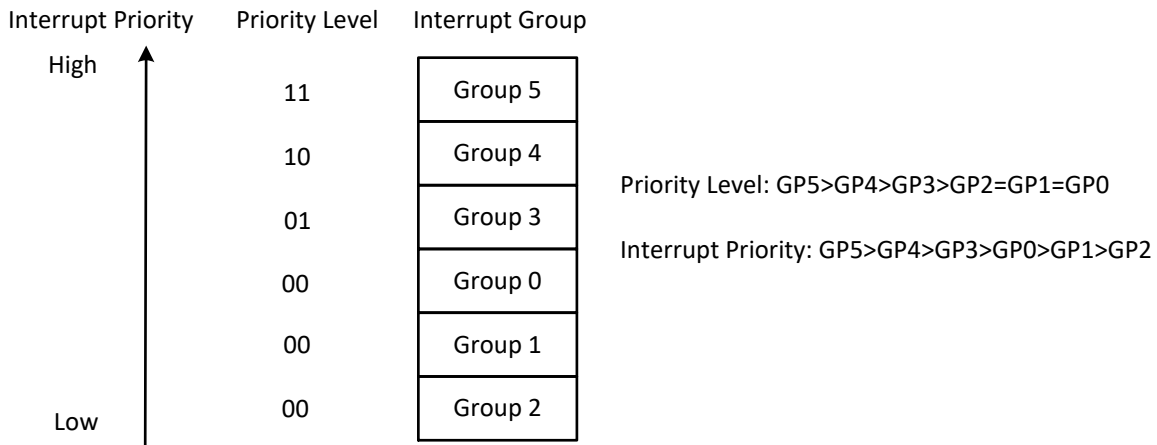 Interrupt Priority Priority Level Interrupt Group
High
11 Group 5
10 Group 4
Priority Level: GP5>GP4>GP3>GP2=GP1=GP0
01 Group 3
Interrupt Priority: GP5>GP4>GP3>GP0>GP1>GP2
00 Group 0
00 Group 1
00 Group 2
Low